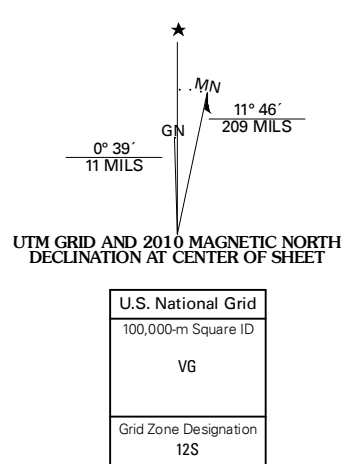 ★
MN
GN
11° 46´
209 MILS
0° 39´
11 MILS
UTM GRID AND 2010 MAGNETIC NORTH
DECLINATION AT CENTER OF SHEET
U.S. National Grid
100,000-m Square ID
VG
Grid Zone Designation
12S